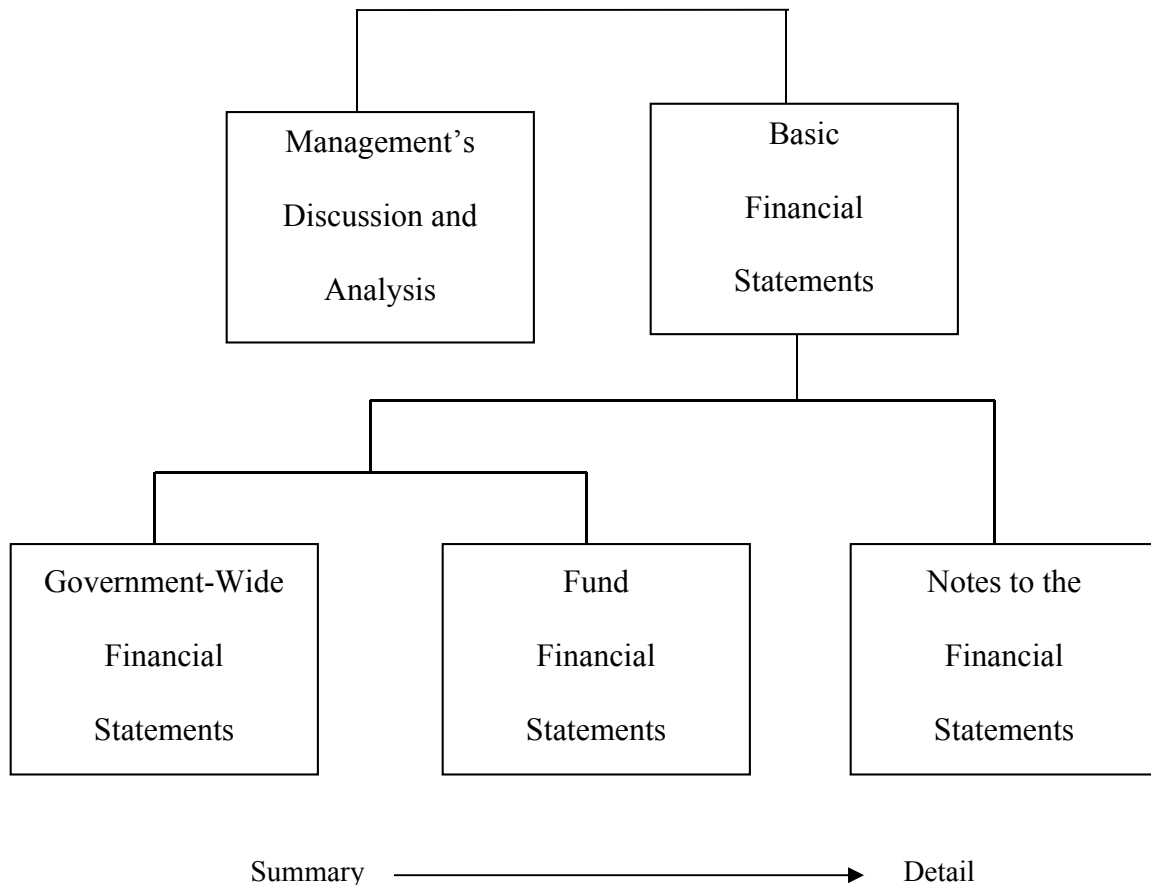 Management’s
Discussion and
Analysis
Basic
Financial
Statements
Government-Wide
Financial
Statements
Fund
Financial
Statements
Notes to the
Financial
Statements
Summary
Detail